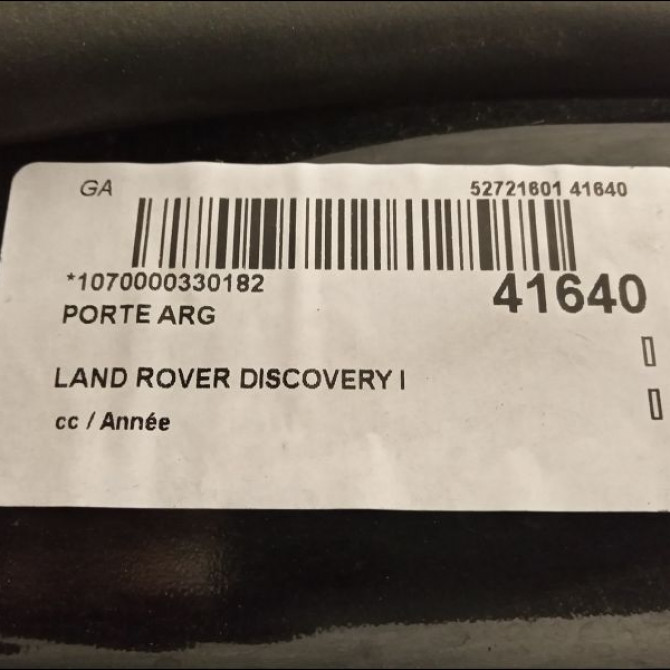 GA 52721601 41640
*1070000330182 41640
PORTE ARG
LAND ROVER DISCOVERY I
cc / Année